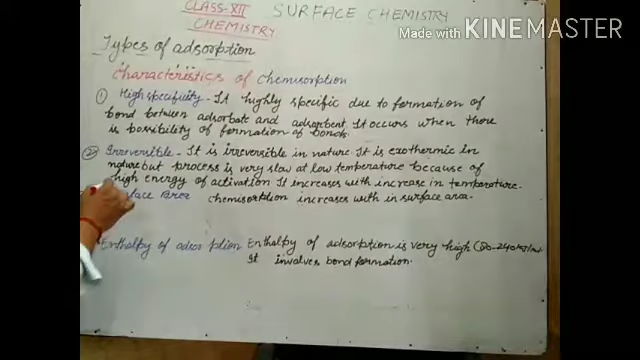 CLASS-XII SURFACE CHEMISTRY
CHEMISTRY
Made with KINEMASTER
Types of adsorption
Characteristics of chemisorption
① High specificity - It highly specific due to formation of
bond between adsorbate and adsorbent. It occurs when there
is possibility of formation of bonds.
② Irreversible - It is irreversible in nature. It is exothermic in
nature but process is very slow at low temperature because of
high energy of activation. It increases with increase in temperature.
chemisorption increases with in surface area.
Enthalpy of adsorption Enthalpy of adsorption is very high
It involves bond formation.